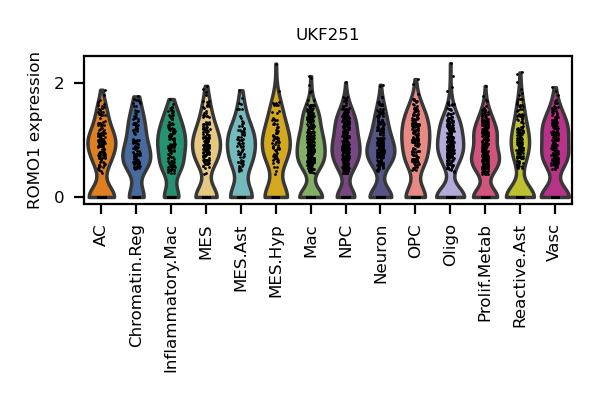 UKF251
ROMO1 expression
2
0
AC
Chromatin.Reg
Inflammatory.Mac
MES
MES.Ast
MES.Hyp
Mac
NPC
Neuron
OPC
Oligo
Prolif.Metab
Reactive.Ast
Vasc